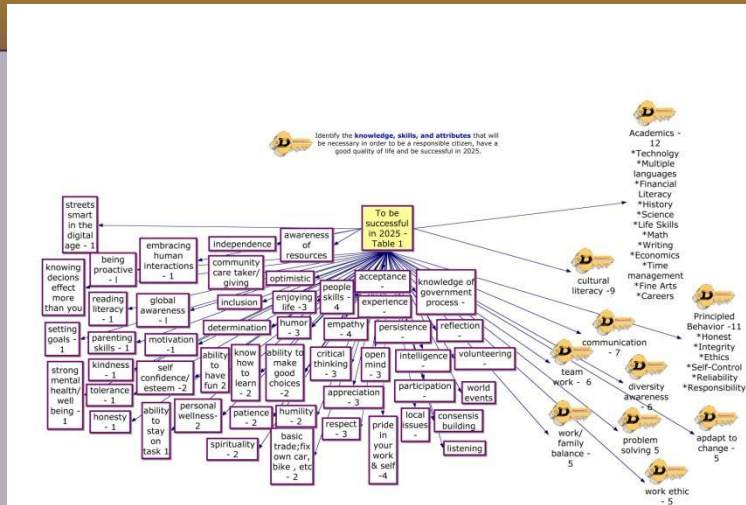 Identify the knowledge, skills, and attributes that will
be necessary in order to be a responsible citizen, have a
good quality of life and be successful in 2025.
To be
successful
in 2025 -
Table 1
Academics -
12
*Technolgy
*Multiple
languages
*Financial
Literacy
*History
*Science
*Life Skills
*Math
*Writing
*Economics
*Time
management
*Fine Arts
*Careers
streets
smart in
the digital
age - 1
embracing
human
interactions - 1
independence
awareness
of
resources
being
proactive - I
community
care taker/
giving
optimistic
acceptance
-
knowledge of
government
process -
cultural
literacy -9
knowing
decions
effect
more
than you
reading
literacy - 1
global
awareness - I
inclusion
enjoying
life -3
people
skills -
4
experience
-
Principled
Behavior -11
*Honest
*Integrity
*Ethics
*Self-Control
*Reliability
*Responsibility
setting
goals -
1
parenting
skills - 1
motivation
-1
determination
humor -
3
empathy
- 4
persistence
-
reflection
-
communication
- 7
kindness
- 1
self
confidence/
esteem -2
ability
to
have
fun 2
know
how
to
learn -
2
ability to
make
good
choices
-2
critical
thinking
- 3
open
mind
intelligence
-
volunteering
-
team
work - 6
diversity
awareness
- 6
strong
mental
health/
well
being -
1
tolerance
- 1
appreciation
- 3
participation
-
world
events
honesty -
1
ability
to
stay
on
task 1
personal
wellness-
2
patience
- 2
humility
- 2
respect
- 3
pride
in
your
work
& self
-4
local
issues
-
consensis
building
work/
family
balance -
5
problem
solving 5
apdapt to
change -
5
spirituality
- 2
basic
trade;fix
own car,
bike , etc
- 2
listening
work ethic
- 5